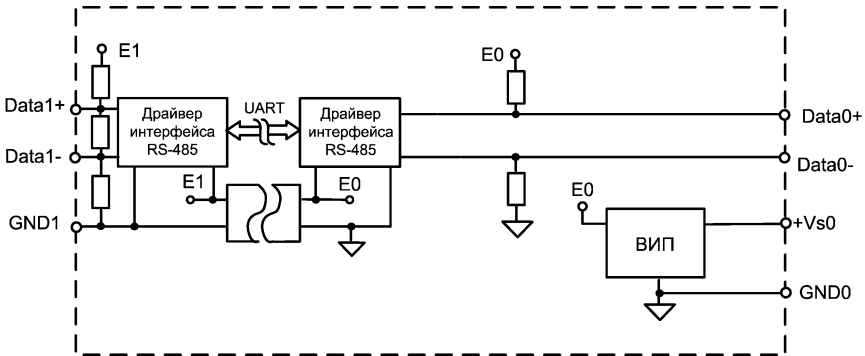 E1
E0
Data1+
Драйвер
интерфейса
RS-485
UART
Драйвер
интерфейса
RS-485
Data0+
Data1-
Data0-
E1
E0
E0
GND1
+Vs0
ВИП
GND0